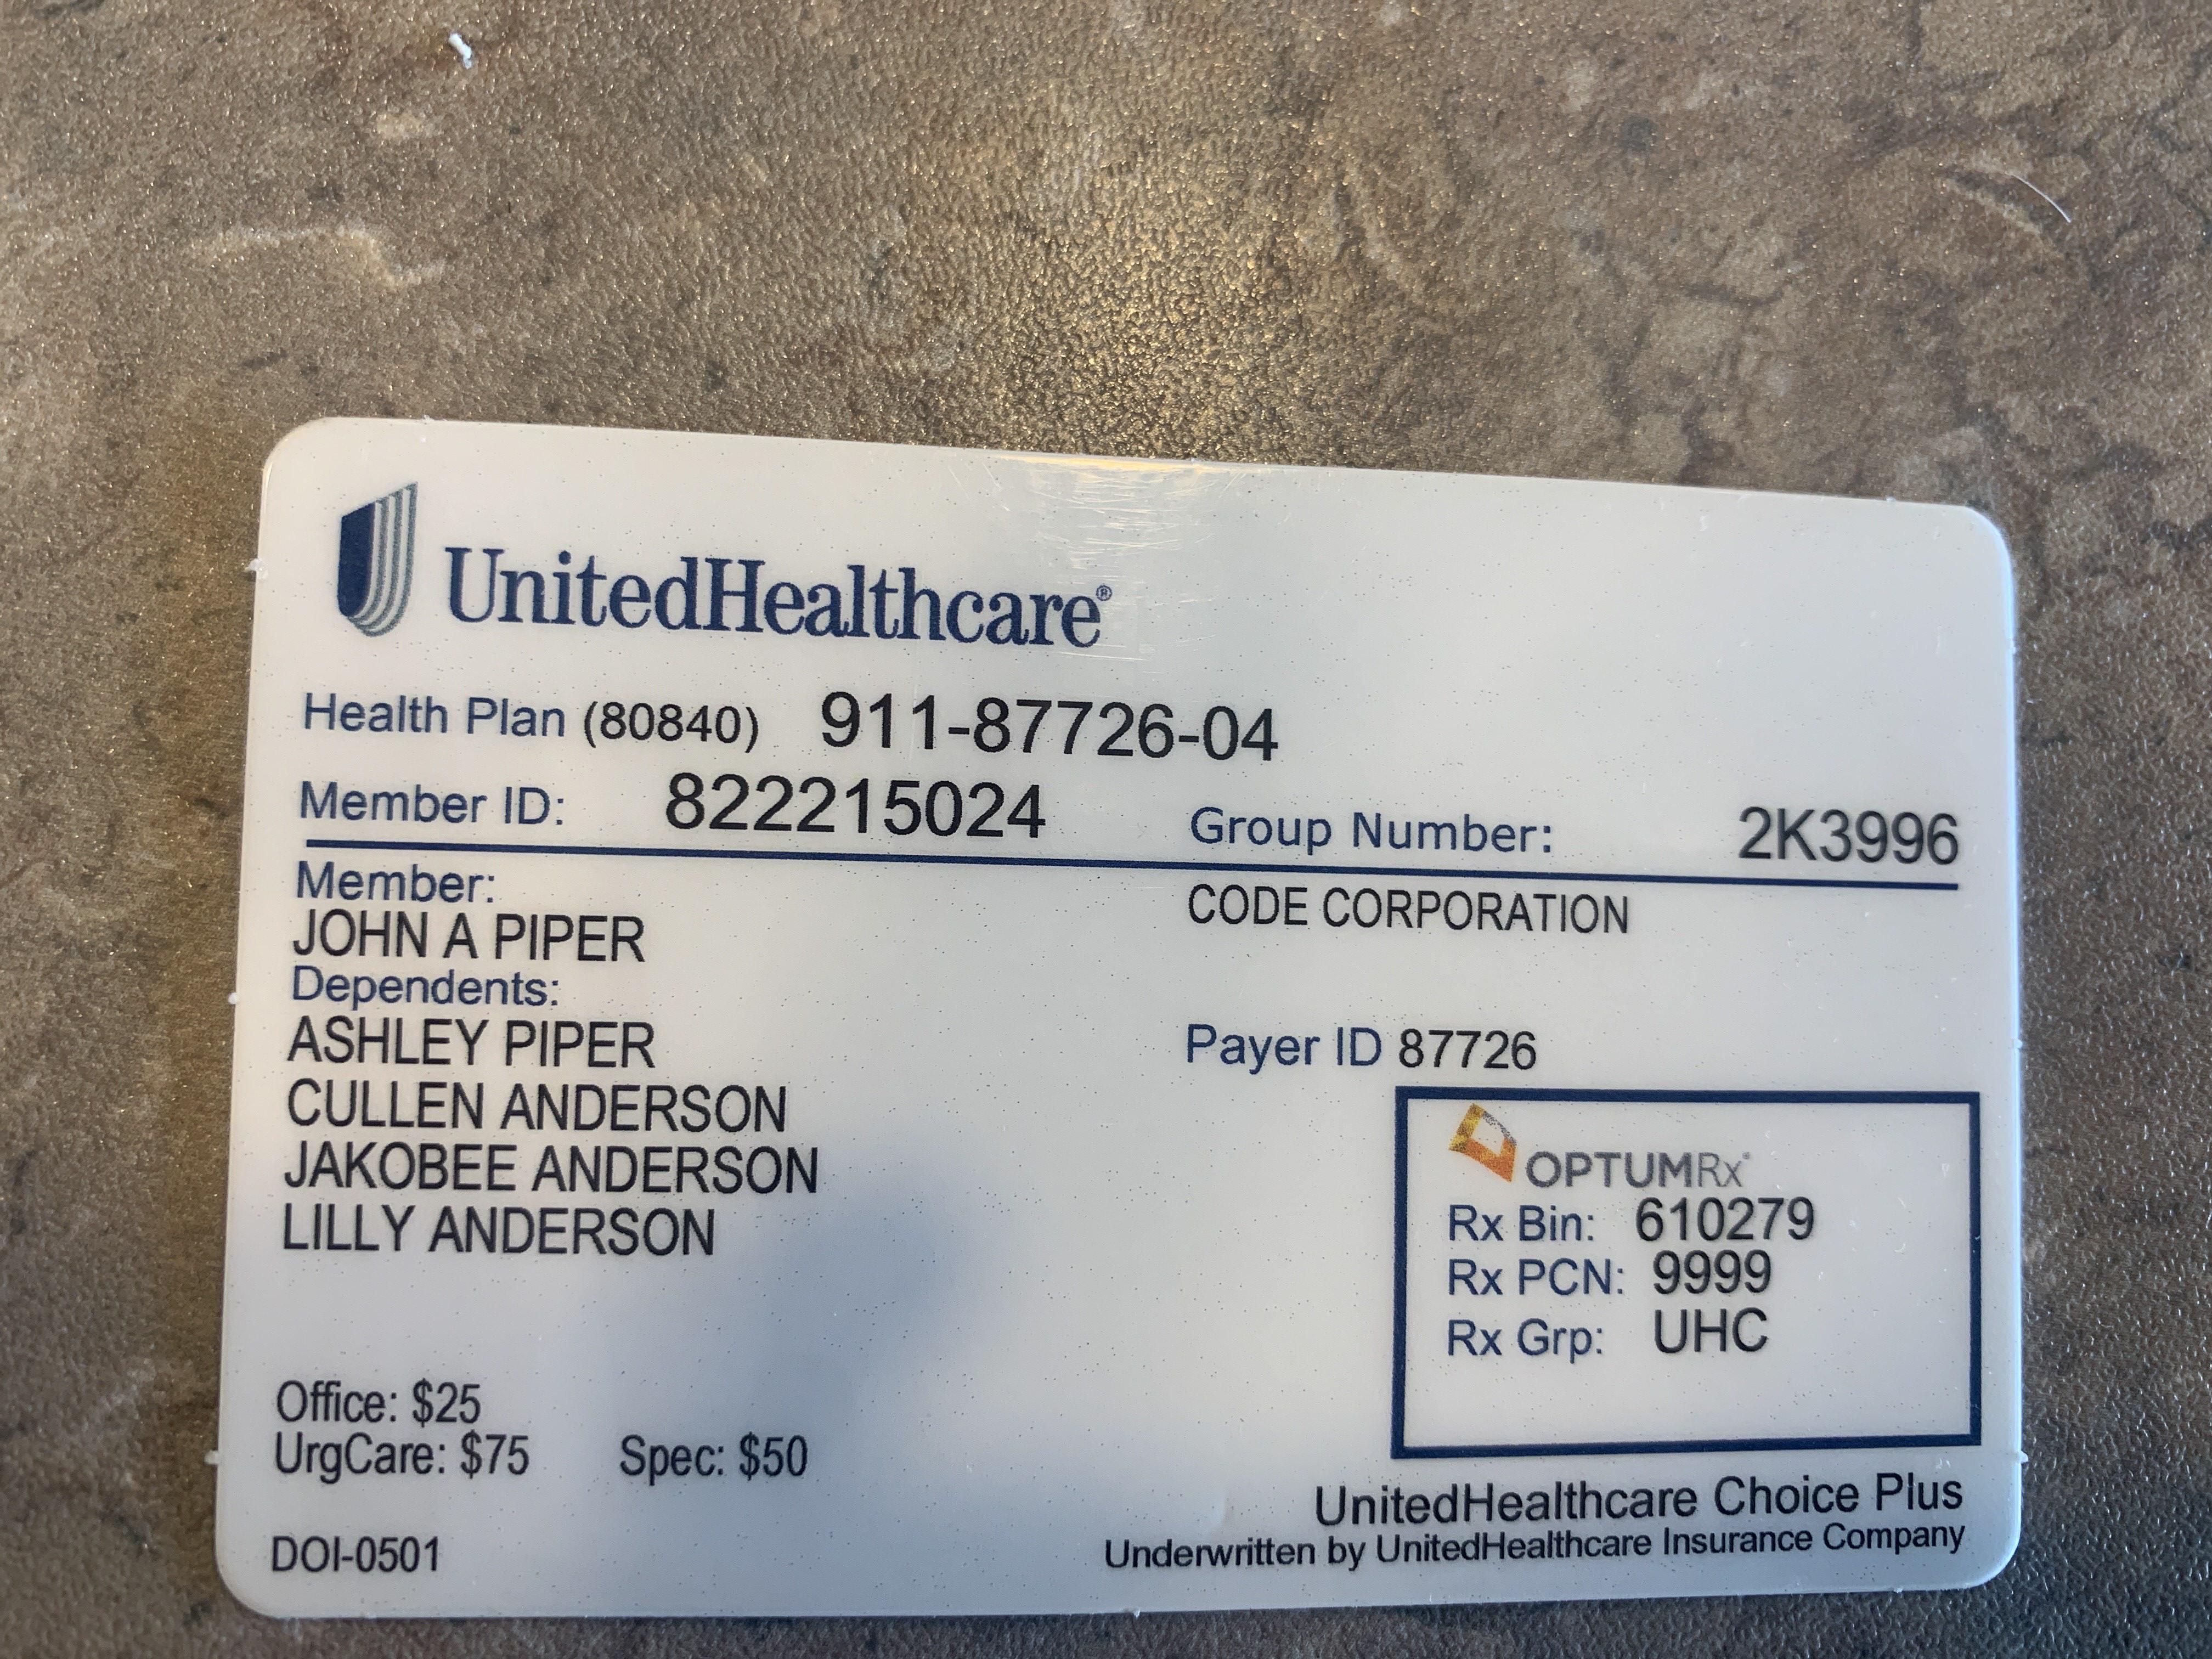 UnitedHealthcare®
Health Plan (80840) 911-87726-04
Member ID: 822215024 Group Number: 2K3996
Member:
JOHN A PIPER
CODE CORPORATION
Dependents:
ASHLEY PIPER
CULLEN ANDERSON
JAKOBEE ANDERSON
LILLY ANDERSON
Payer ID 87726
OPTUMRx®
Rx Bin: 610279
Rx PCN: 9999
Rx Grp: UHC
Office: $25
UrgCare: $75 Spec: $50
DOI-0501
UnitedHealthcare Choice Plus
Underwritten by UnitedHealthcare Insurance Company